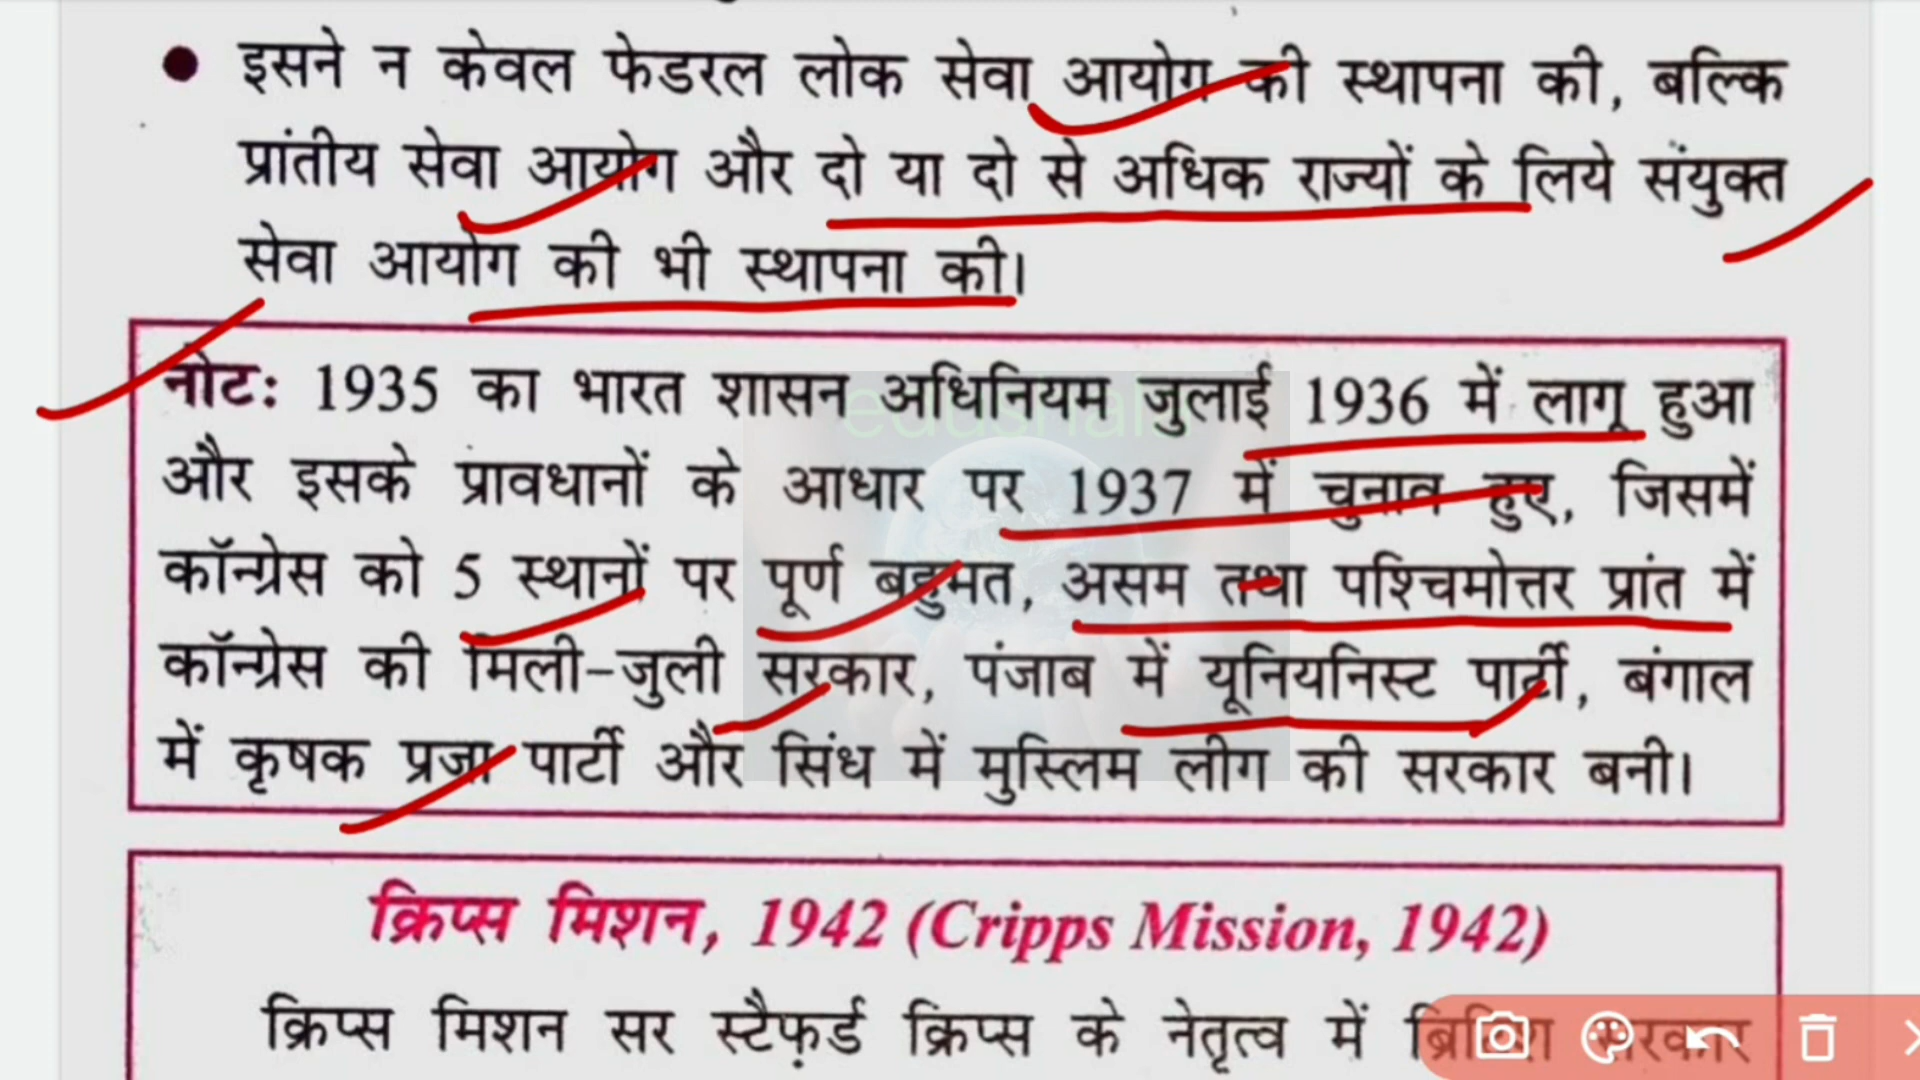 ● इसने न केवल फेडरल लोक सेवा आयोग की स्थापना की, बल्कि
प्रांतीय सेवा आयोग और दो या दो से अधिक राज्यों के लिये संयुक्त
सेवा आयोग की भी स्थापना की।
नोट: 1935 का भारत शासन अधिनियम जुलाई 1936 में लागू हुआ
और इसके प्रावधानों के आधार पर 1937 में चुनाव हुए, जिसमें
कॉन्ग्रेस को 5 स्थानों पर पूर्ण बहुमत, असम तथा पश्चिमोत्तर प्रांत में
कॉन्ग्रेस की मिली-जुली सरकार, पंजाब में यूनियनिस्ट पार्टी, बंगाल
में कृषक प्रजा पार्टी और सिंध में मुस्लिम लीग की सरकार बनी।
क्रिप्स मिशन, 1942 (Cripps Mission, 1942)
क्रिप्स मिशन सर स्टैफ़र्ड क्रिप्स के नेतृत्व में ब्रिटिश सरकार